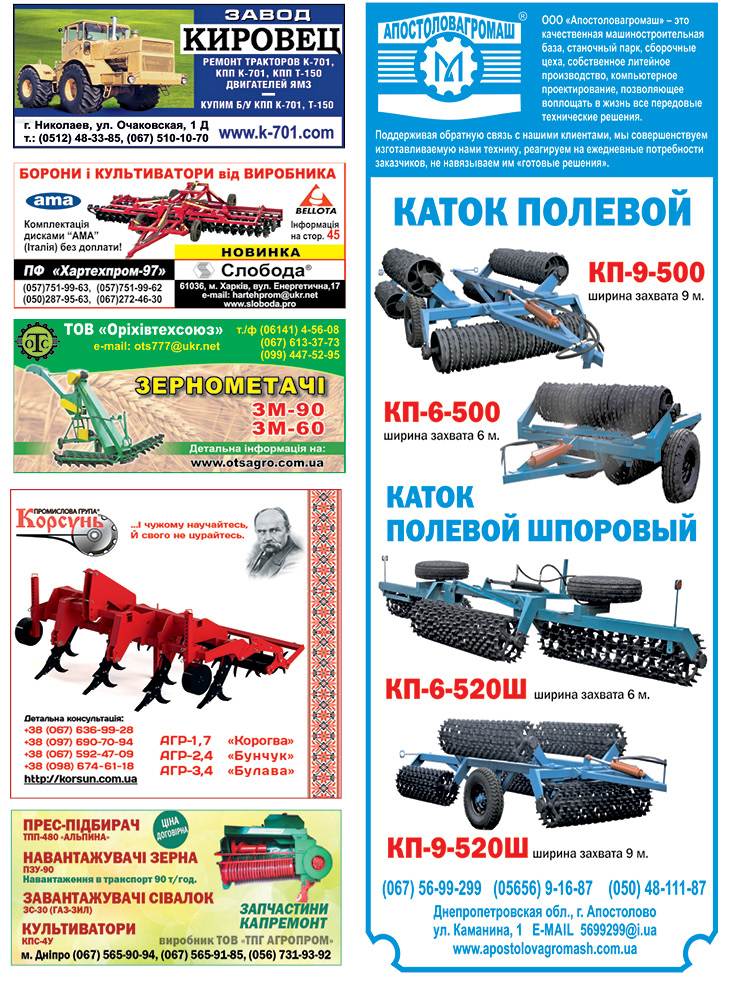 ЗАВОД
КИРОВЕЦ
РЕМОНТ ТРАКТОРОВ К-701,
КПП К-701, КПП Т-150
ДВИГАТЕЛЕЙ ЯМЗ
КУПИМ Б/У КПП К-701, Т-150
г. Николаев, ул. Очаковская, 1 Д
т.: (0512) 48-33-85, (067) 510-10-70
www.k-701.com
БОРОНИ і КУЛЬТИВАТОРИ від ВИРОБНИКА
ama
BELLOTA
Комплектація
дисками “АМА”
(Італія) без доплати!
Інформація
на стор. 45
НОВИНКА
ПФ «Хартехпром-97»
Слобода®
(057)751-99-63, (057)751-99-62
(050)287-95-63, (067)272-46-30
61036, м. Харків, вул. Енергетична,17
e-mail: hartehprom@ukr.net
www.sloboda.pro
ОТС
ТОВ «Оріхівтехсоюз»
e-mail: ots777@ukr.net
т./ф (06141) 4-56-08
(067) 613-37-73
(099) 447-52-95
ЗЕРНОМЕТАЧІ
ЗМ-90
ЗМ-60
Детальна інформація на:
www.otsagro.com.ua
ПРОМИСЛОВА ГРУПА®
Корсунь
...І чужому научайтесь,
Й свого не цурайтесь.
Детальна консультація:
+38 (067) 636-99-28
+38 (097) 690-70-94
+38 (067) 592-47-09
+38 (098) 674-61-18
http://korsun.com.ua
АГР-1,7 «Корогва»
АГР-2,4 «Бунчук»
АГР-3,4 «Булава»
ПРЕС-ПІДБИРАЧ
ТПП-480 «АЛЬПИНА»
ЦІНА
ДОГОВІРНА
НАВАНТАЖУВАЧІ ЗЕРНА
ПЗУ-90
Навантаження в транспорт 90 т/год.
ЗАВАНТАЖУВАЧІ СІВАЛОК
ЗС-30 (ГАЗ-ЗИЛ)
КУЛЬТИВАТОРИ
КПС-4У
ЗАПЧАСТИНИ
КАПРЕМОНТ
виробник ТОВ «ТПГ АГРОПРОМ»
м. Дніпро (067) 565-90-94, (067) 565-91-85, (056) 731-93-92
АПОСТОЛОВАГРОМАШ®
М
ООО «Апостоловагромаш» – это
качественная машиностроительная
база, станочный парк, сборочные
цеха, собственное литейное
производство, компьютерное
проектирование, позволяющее
воплощать в жизнь все передовые
технические решения.
Поддерживая обратную связь с нашими клиентами, мы совершенствуем
изготавливаемую нами технику, реагируем на ежедневные потребности
заказчиков, не навязываем им «готовые решения».
КАТОК ПОЛЕВОЙ
КП-9-500
ширина захвата 9 м.
КП-6-500
ширина захвата 6 м.
КАТОК
ПОЛЕВОЙ ШПОРОВЫЙ
КП-6-520Ш ширина захвата 6 м.
КП-9-520Ш ширина захвата 9 м.
(067) 56-99-299 (05656) 9-16-87 (050) 48-111-87
Днепропетровская обл., г. Апостолово
ул. Каманина, 1 E-MAIL 5699299@i.ua
www.apostolovagromash.com.ua